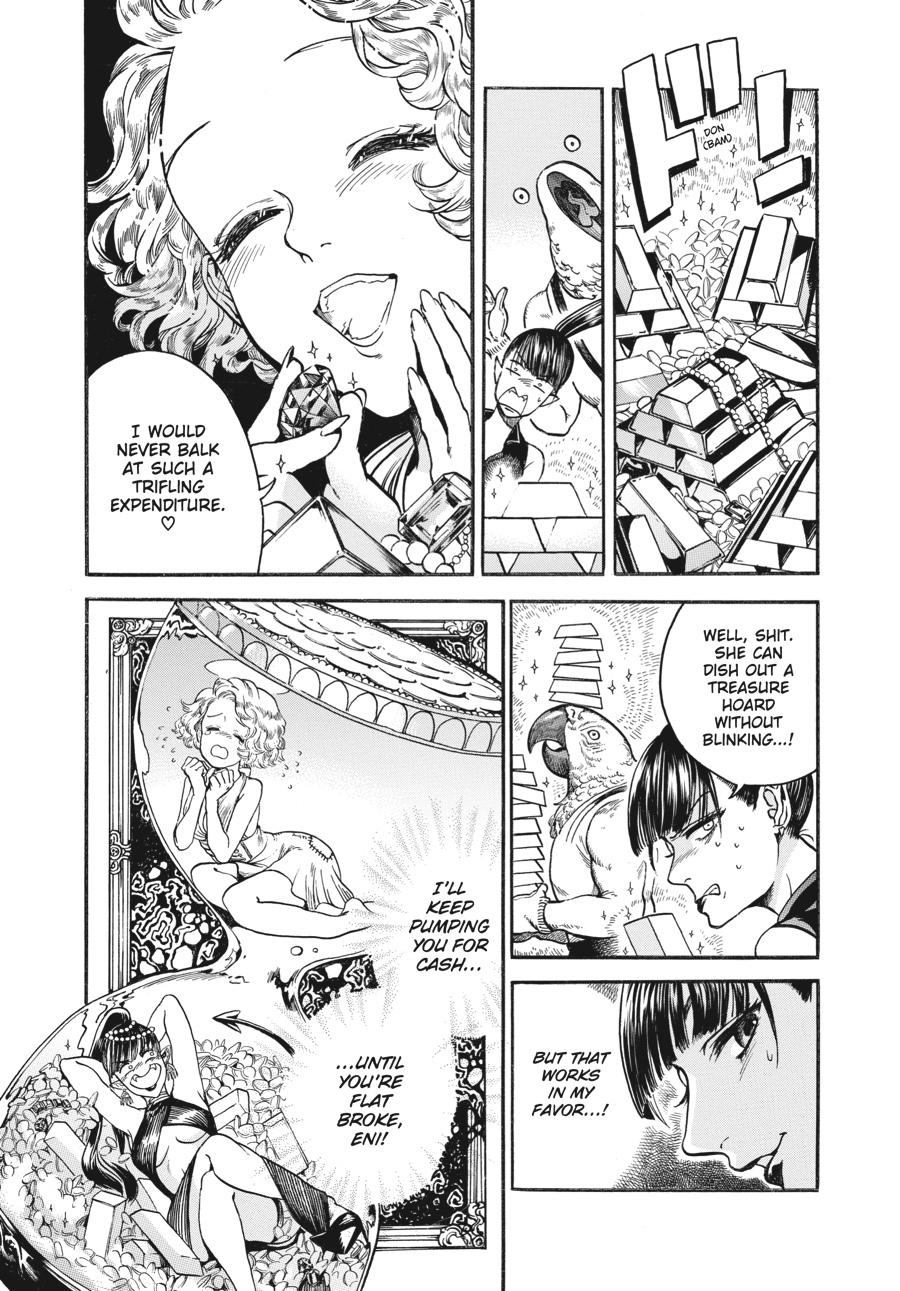 ドン
DON
(BAM)
I WOULD
NEVER BALK
AT SUCH A
TRIFLING
EXPENDITURE.
♡
WELL, SHIT.
SHE CAN
DISH OUT A
TREASURE
HOARD
WITHOUT
BLINKING...!
BUT THAT
WORKS
IN MY
FAVOR...!
I'LL
KEEP
PUMPING
YOU FOR
CASH...
...UNTIL
YOU'RE
FLAT
BROKE,
ENI!